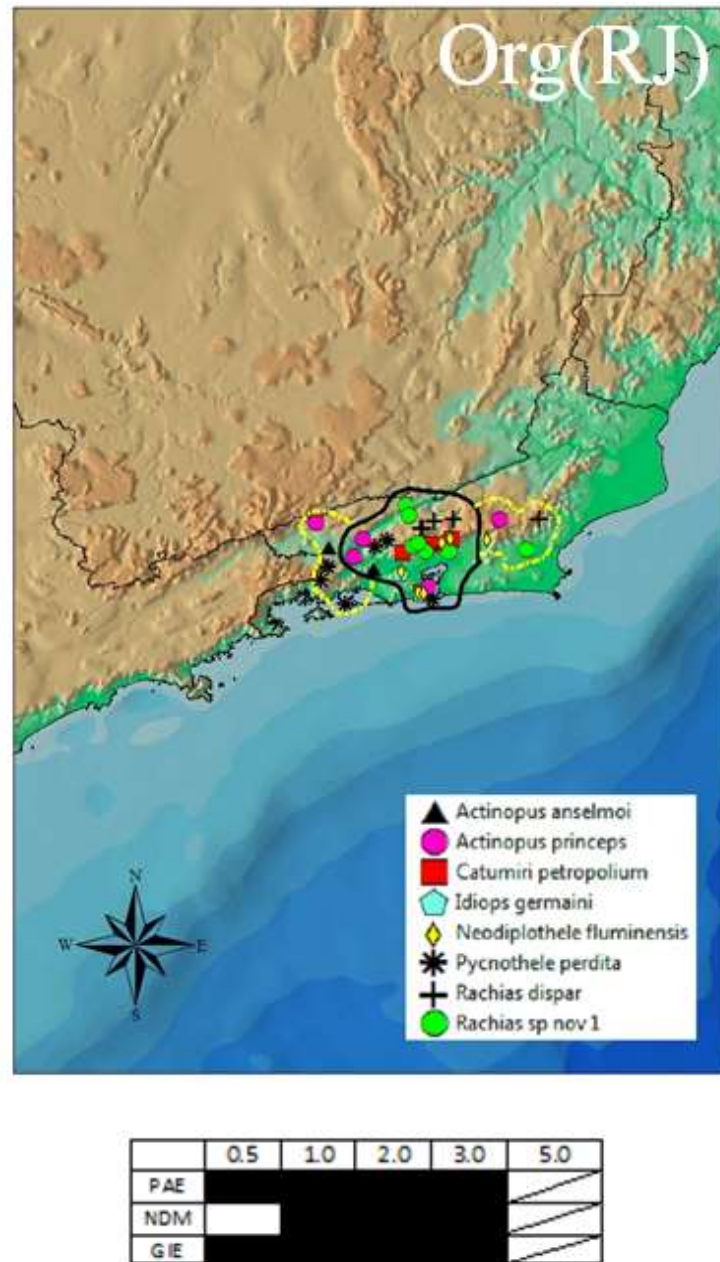 Org(RJ)
Actinopus anselmoi
Actinopus princeps
Catumiri petropolium
Idiops germaini
Neodiplothele fluminensis
Pycnothele perdita
Rachias dispar
Rachias sp nov 1
N
W E
S
0.5 1.0 2.0 3.0 5.0
PAE
NDM
GIE